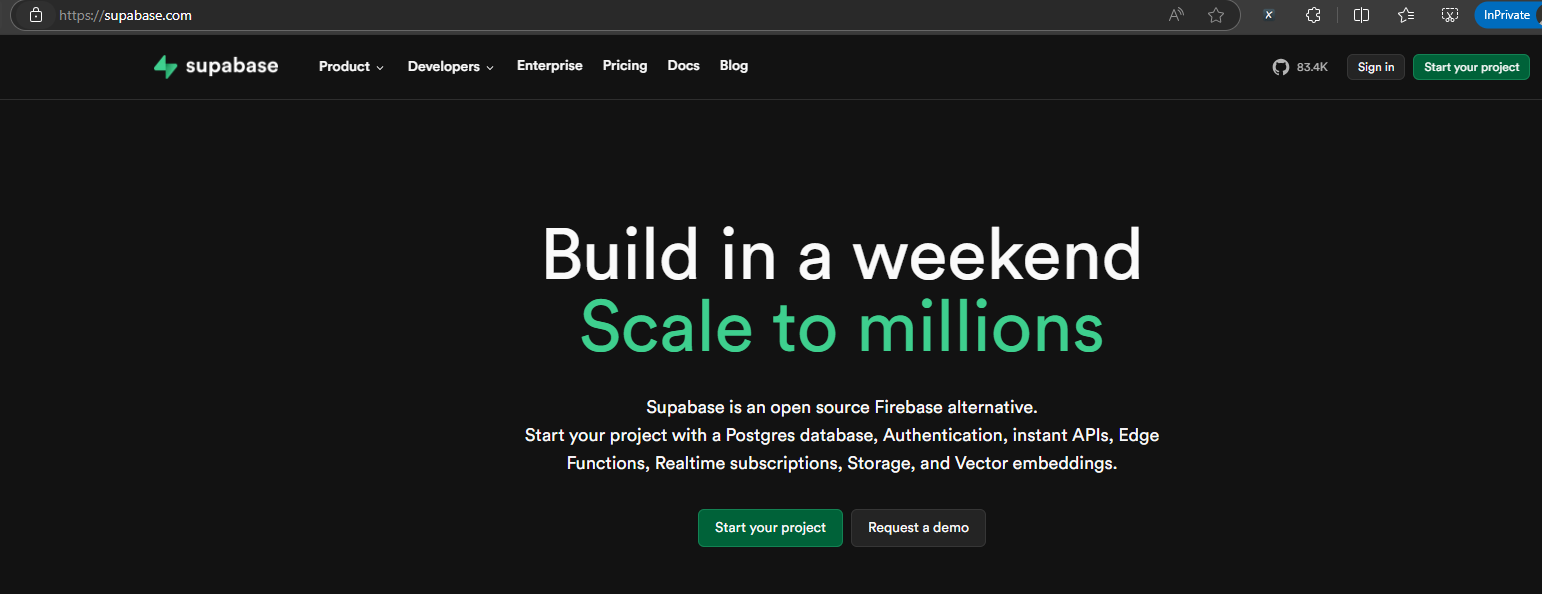 https://supabase.com
InPrivate
supabase Product Developers Enterprise Pricing Docs Blog 83.4K Sign in Start your project
Build in a weekend
Scale to millions
Supabase is an open source Firebase alternative.
Start your project with a Postgres database, Authentication, instant APIs, Edge
Functions, Realtime subscriptions, Storage, and Vector embeddings.
Start your project Request a demo